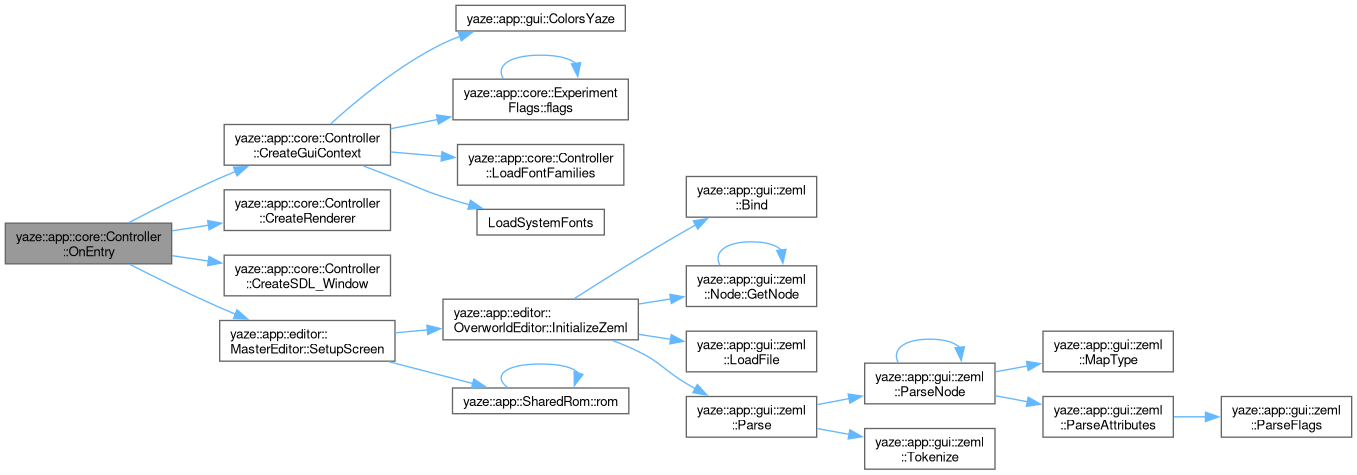 yaze::app::gui::ColorsYaze
yaze::app::core::Experiment
Flags::flags
yaze::app::core::Controller
::CreateGuiContext
yaze::app::core::Controller
::LoadFontFamilies
yaze::app::gui::zeml
::Bind
yaze::app::core::Controller
::CreateRenderer
LoadSystemFonts
yaze::app::core::Controller
::OnEntry
yaze::app::core::Controller
::CreateSDL_Window
yaze::app::gui::zeml
::Node::GetNode
yaze::app::editor::
OverworldEditor::InitializeZeml
yaze::app::editor::
MasterEditor::SetupScreen
yaze::app::gui::zeml
::LoadFile
yaze::app::gui::zeml
::MapType
yaze::app::gui::zeml
::ParseNode
yaze::app::SharedRom::rom
yaze::app::gui::zeml
::Parse
yaze::app::gui::zeml
::ParseAttributes
yaze::app::gui::zeml
::ParseFlags
yaze::app::gui::zeml
::Tokenize